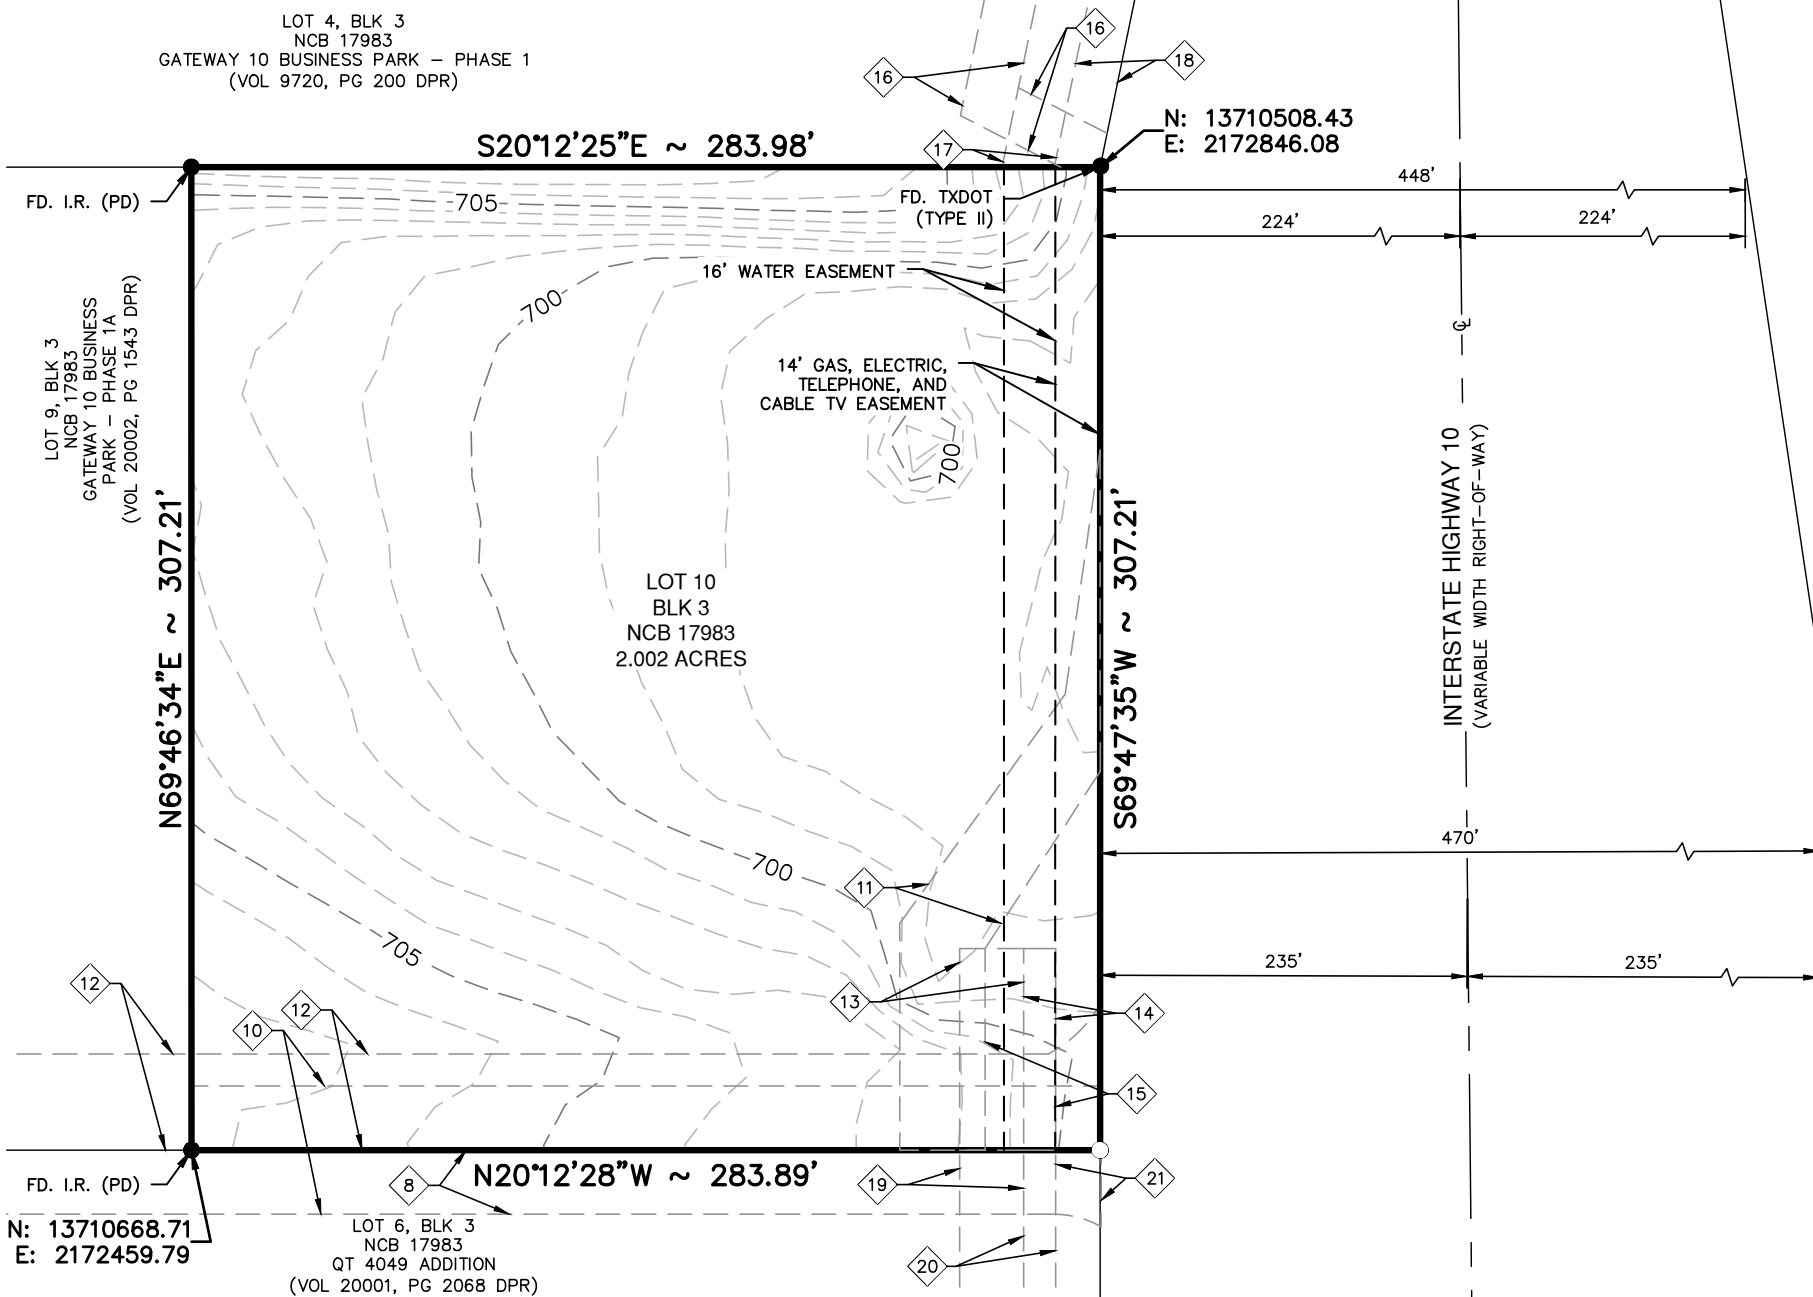 LOT 4, BLK 3
NCB 17983
GATEWAY 10 BUSINESS PARK – PHASE 1
(VOL 9720, PG 200 DPR)
16
16
18
S20°12'25"E ~ 283.98'
17
N: 13710508.43
E: 2172846.08
FD. I.R. (PD)
705
FD. TXDOT
(TYPE II)
448'
224'
224'
16' WATER EASEMENT
700
14' GAS, ELECTRIC,
TELEPHONE, AND
CABLE TV EASEMENT
700
LOT 9, BLK 3
NCB 17983
GATEWAY 10 BUSINESS
PARK – PHASE 1A
(VOL 20002, PG 1543 DPR)
N69°46'34"E ~ 307.21'
LOT 10
BLK 3
NCB 17983
2.002 ACRES
S69°47'35"W ~ 307.21'
℄
INTERSTATE HIGHWAY 10
(VARIABLE WIDTH RIGHT–OF–WAY)
470'
700
11
705
235'
235'
12
12
10
13
14
15
FD. I.R. (PD)
N20°12'28"W ~ 283.89'
8
19
21
N: 13710668.71
E: 2172459.79
LOT 6, BLK 3
NCB 17983
QT 4049 ADDITION
(VOL 20001, PG 2068 DPR)
20